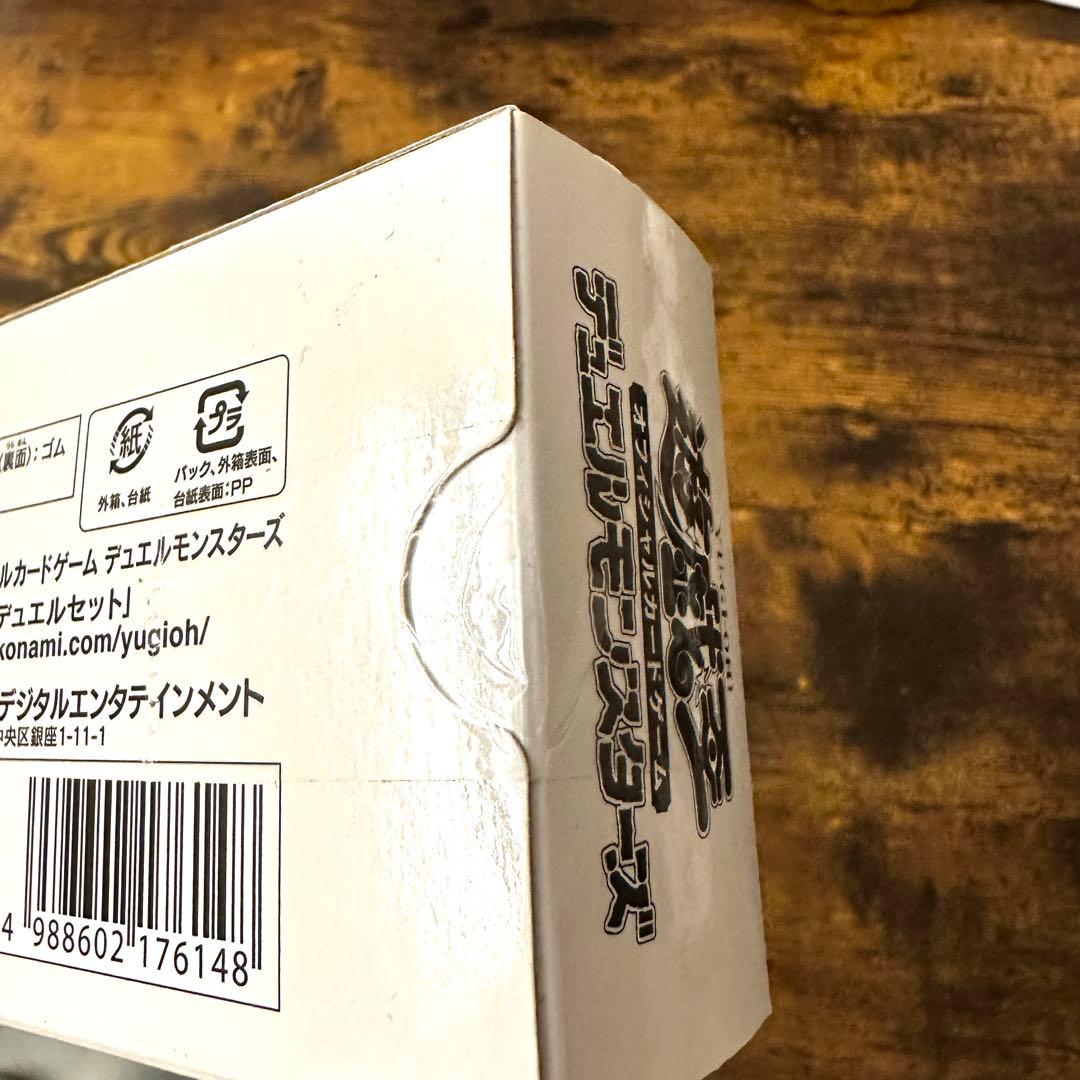 (裏面):ゴム
紙
プラ
外箱、台紙
パック、外箱表面、
台紙表面:PP
ルカードゲーム デュエルモンスターズ
デュエルセット」
konami.com/yugioh/
デジタルエンタテインメント
中央区銀座1-11-1
4 988602 176148
遊戯王
オフィシャルカードゲーム
デュエルモンスターズ